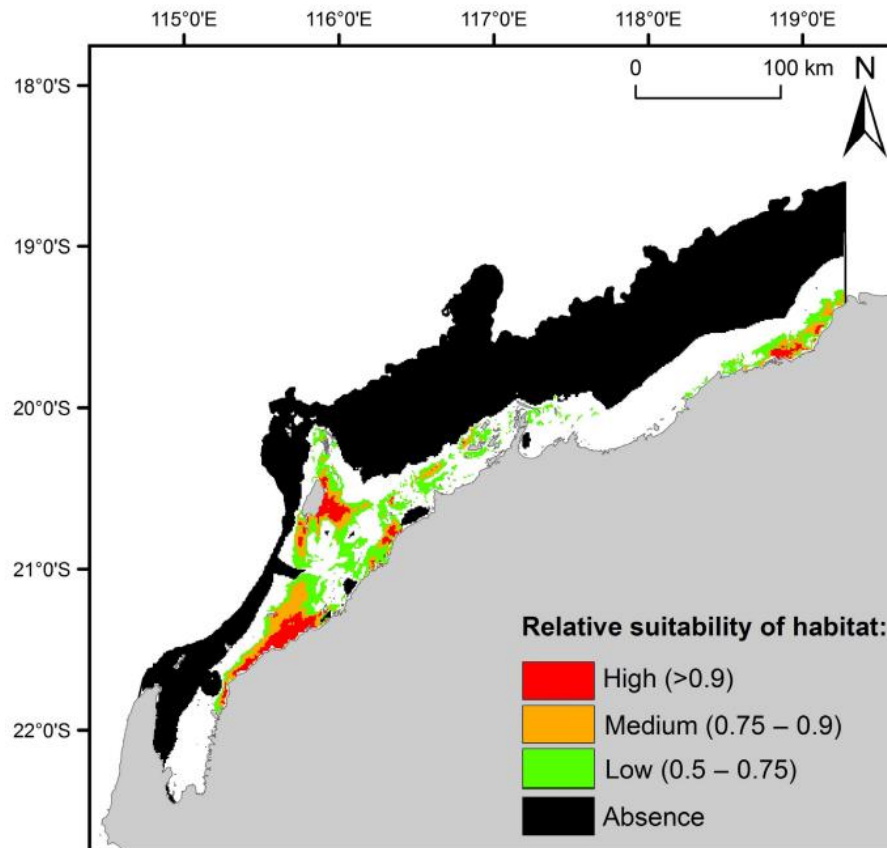 115°0'E 116°0'E 117°0'E 118°0'E 119°0'E
18°0'S
0 100 km N
19°0'S
20°0'S
21°0'S
22°0'S
Relative suitability of habitat:
High (>0.9)
Medium (0.75 – 0.9)
Low (0.5 – 0.75)
Absence